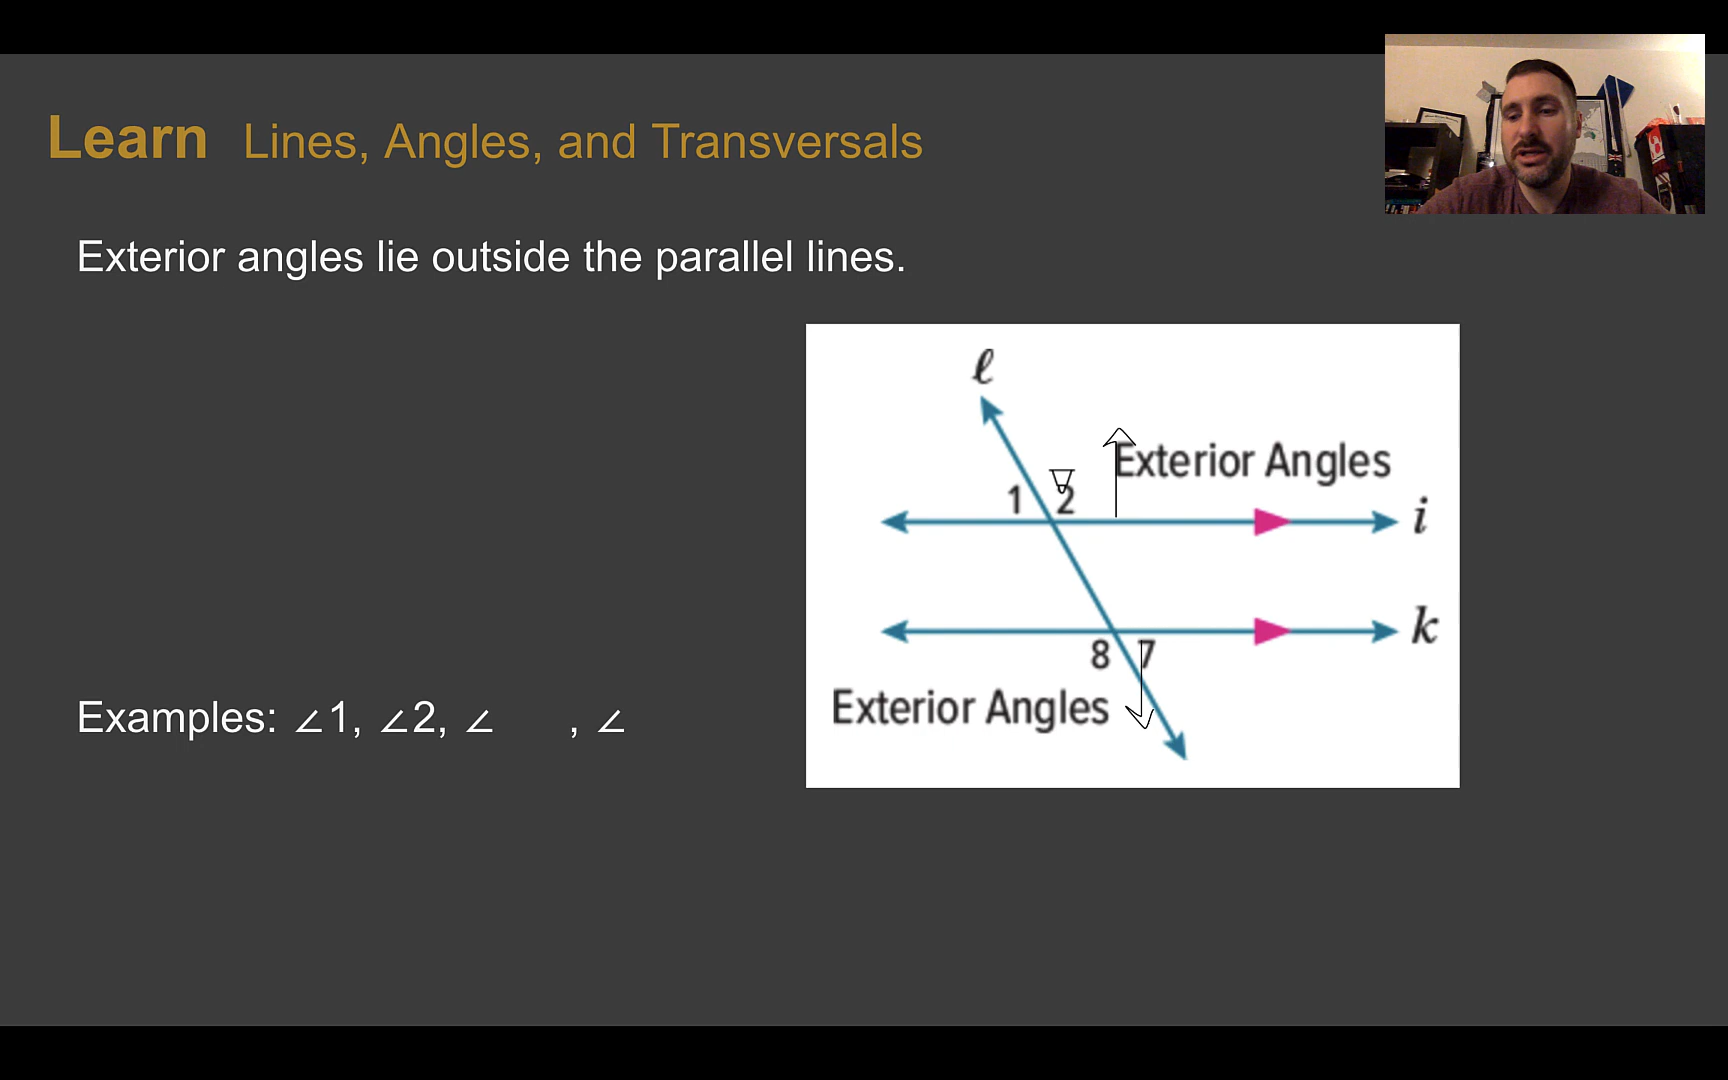 Learn Lines, Angles, and Transversals
Exterior angles lie outside the parallel lines.
ℓ
Exterior Angles
1 2
i
k
8 7
Exterior Angles
Examples: ∠1, ∠2, ∠ , ∠